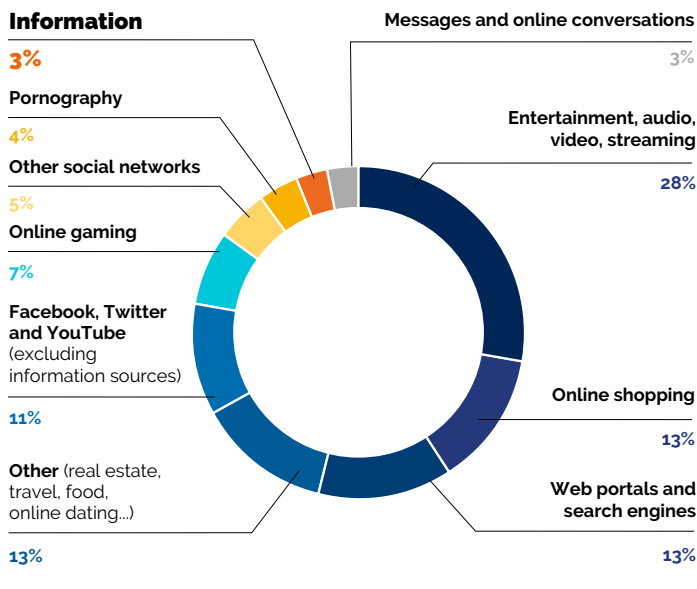 Information
3%
Pornography
4%
Other social networks
5%
Online gaming
7%
Facebook, Twitter
and YouTube
(excluding
information sources)
11%
Other (real estate,
travel, food,
online dating...)
13%
Messages and online conversations
3%
Entertainment, audio,
video, streaming
28%
Online shopping
13%
Web portals and
search engines
13%